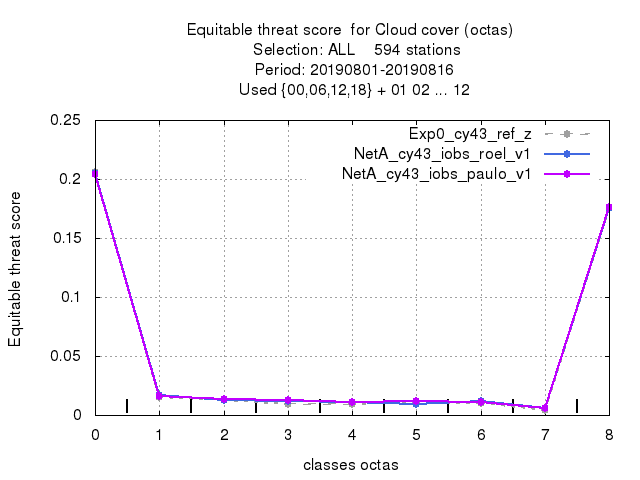 Equitable threat score  for Cloud cover (octas)
Selection: ALL    594 stations
Period: 20190801-20190816
Used {00,06,12,18} + 01 02 ... 12
Exp0_cy43_ref_z
NetA_cy43_iobs_roel_v1
NetA_cy43_iobs_paulo_v1
Equitable threat score
0.25
0.2
0.15
0.1
0.05
0
0 1 2 3 4 5 6 7 8
classes octas